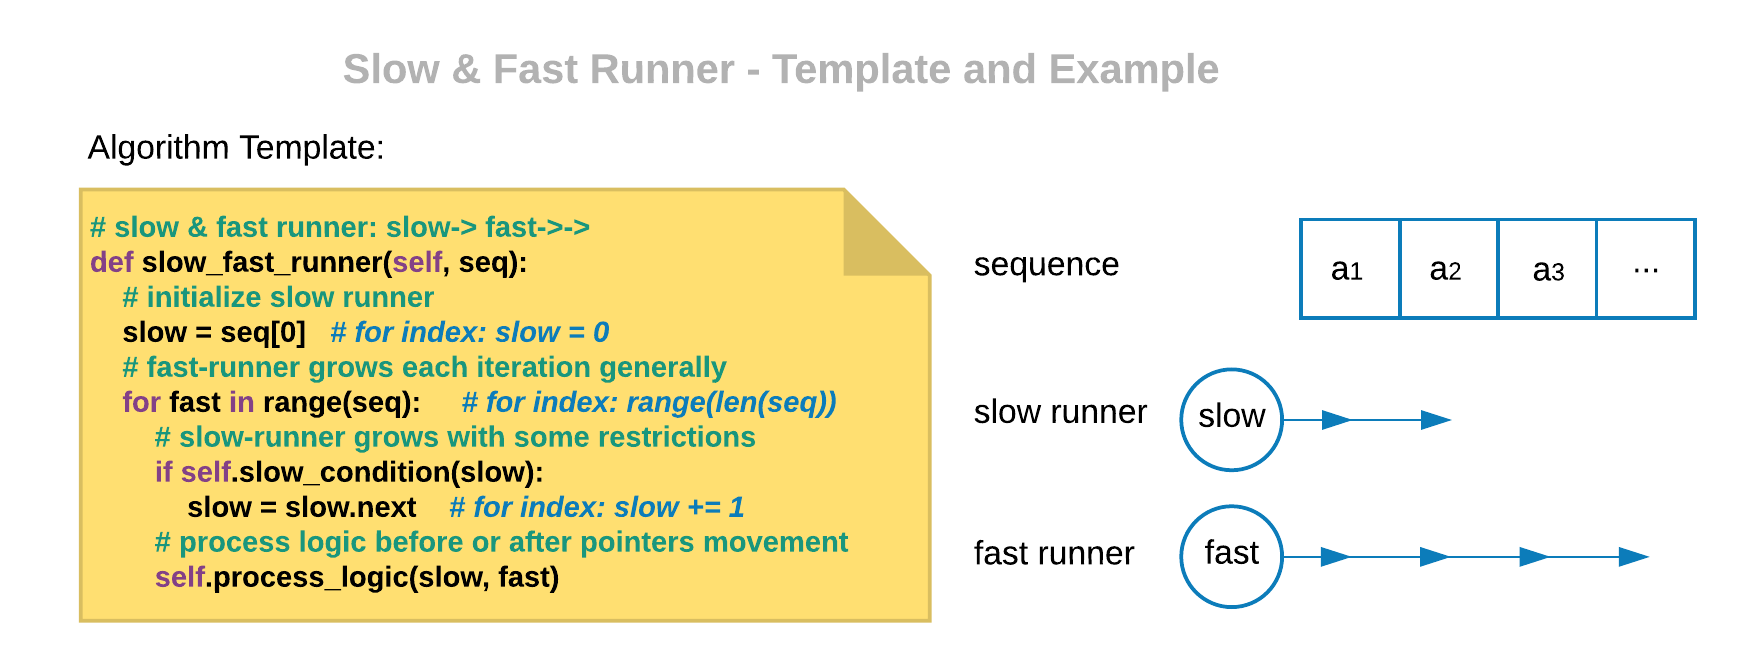 Slow & Fast Runner - Template and Example
Algorithm Template:
# slow & fast runner: slow-> fast->->
def slow_fast_runner(self, seq):
    # initialize slow runner
    slow = seq[0]   # for index: slow = 0
    # fast-runner grows each iteration generally
    for fast in range(seq):     # for index: range(len(seq))
        # slow-runner grows with some restrictions
        if self.slow_condition(slow):
            slow = slow.next    # for index: slow += 1
        # process logic before or after pointers movement
        self.process_logic(slow, fast)
sequence a1 a2 a3 ...
slow runner slow
fast runner fast